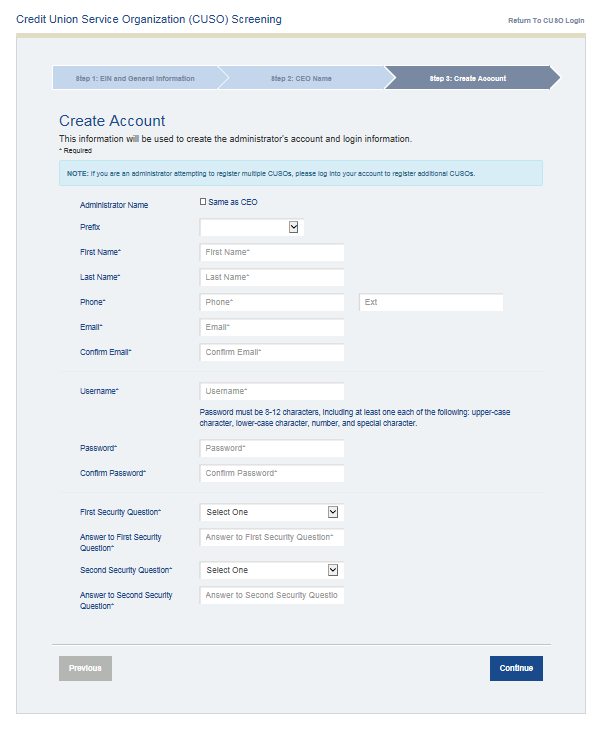 Credit Union Service Organization (CUSO) Screening
Return To CUSO Login
Step 1: EIN and General Information
Step 2: CEO Name
Step 3: Create Account
Create Account
This information will be used to create the administrator's account and login information.
* Required
NOTE: If you are an administrator attempting to register multiple CUSOs, please log into your account to register additional CUSOs.
Administrator Name
Same as CEO
Prefix
First Name*
First Name*
Last Name*
Last Name*
Phone*
Phone*
Ext
Email*
Email*
Confirm Email*
Confirm Email*
Username*
Username*
Password must be 8-12 characters, including at least one each of the following: upper-case
character, lower-case character, number, and special character.
Password*
Password*
Confirm Password*
Confirm Password*
First Security Question*
Select One
Answer to First Security
Question*
Answer to First Security Question*
Second Security Question*
Select One
Answer to Second Security
Question*
Answer to Second Security Questio
Previous
Continue